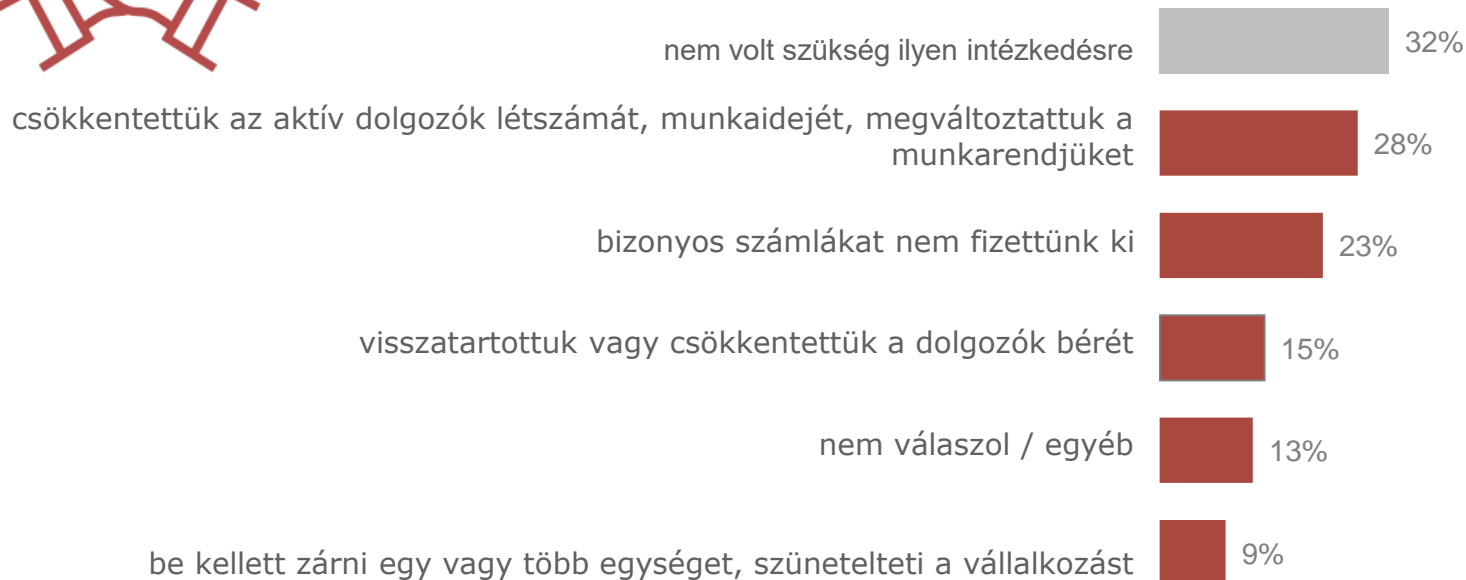 nem volt szükség ilyen intézkedésre
32%
csökkentettük az aktív dolgozók létszámát, munkaidejét, megváltoztattuk a
munkarendjüket
28%
bizonyos számlákat nem fizettünk ki
23%
visszatartottuk vagy csökkentettük a dolgozók bérét
15%
nem válaszol / egyéb
13%
be kellett zárni egy vagy több egységet, szünetelteti a vállalkozást
9%